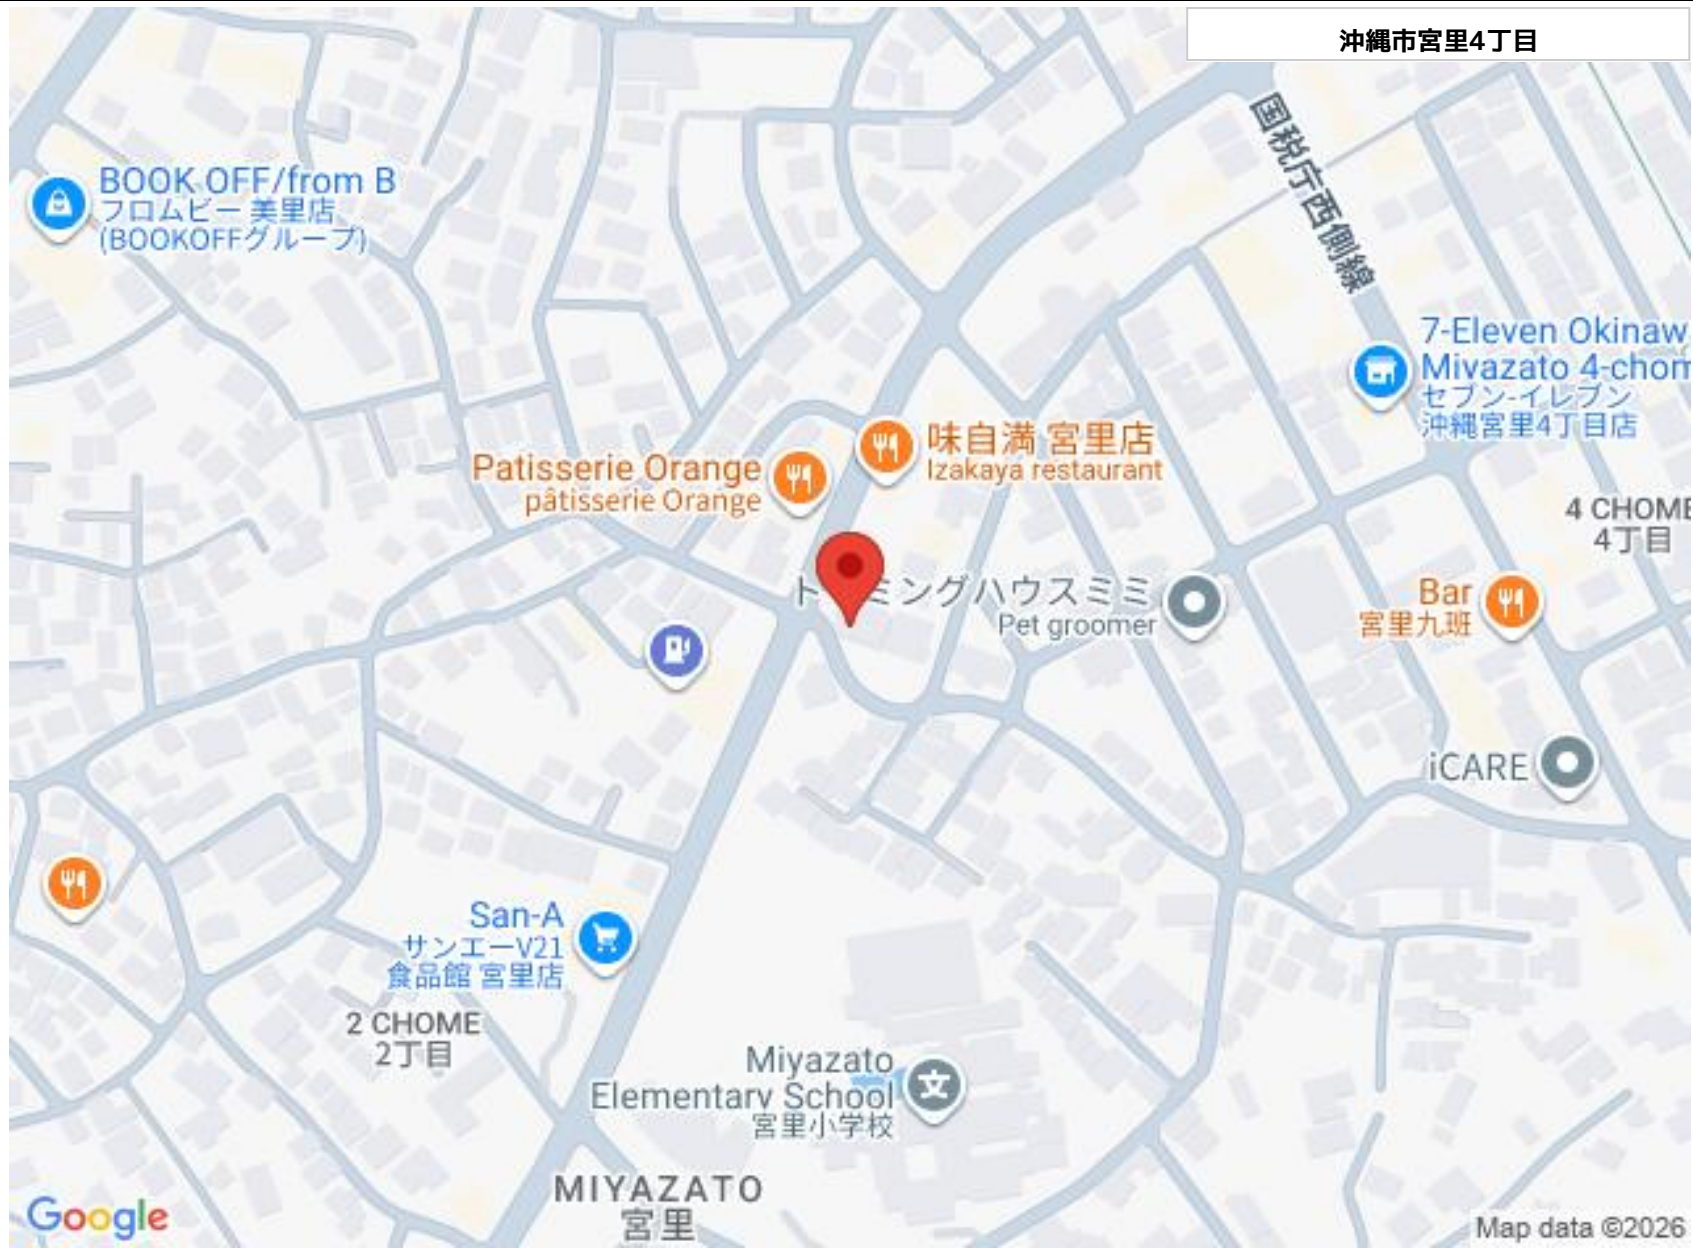 沖縄市宮里4丁目
国税庁西側線
BOOK OFF/from B
フロムビー 美里店
(BOOKOFFグループ)
7-Eleven Okinaw
Miyazato 4-chom
セブン-イレブン
沖縄宮里4丁目店
味自満 宮里店
Izakaya restaurant
Patisserie Orange
pâtisserie Orange
4 CHOME
4丁目
ト ミングハウスミミ
Pet groomer
Bar
宮里九班
iCARE
San-A
サンエーV21
食品館 宮里店
2 CHOME
2丁目
Miyazato
Elementary School
宮里小学校
MIYAZATO
宮里
Google
Map data ©2026